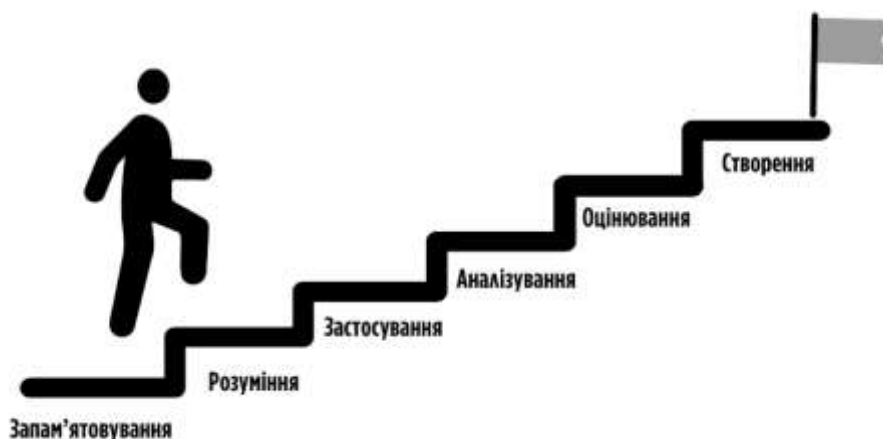 Створення
Оцінювання
Аналізування
Застосування
Розуміння
Запам’ятовування